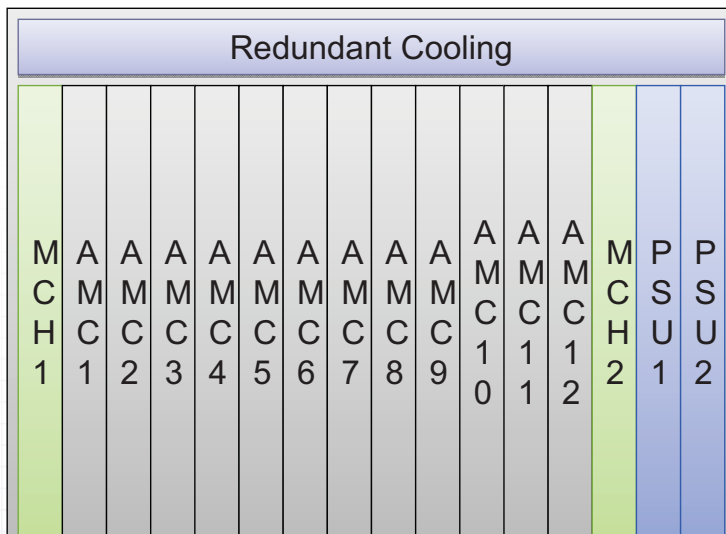 Redundant Cooling
MCH1
AMC1
AMC2
AMC3
AMC4
AMC5
AMC6
AMC7
AMC8
AMC9
AMC10
AMC11
AMC12
MCH2
PSU1
PSU2